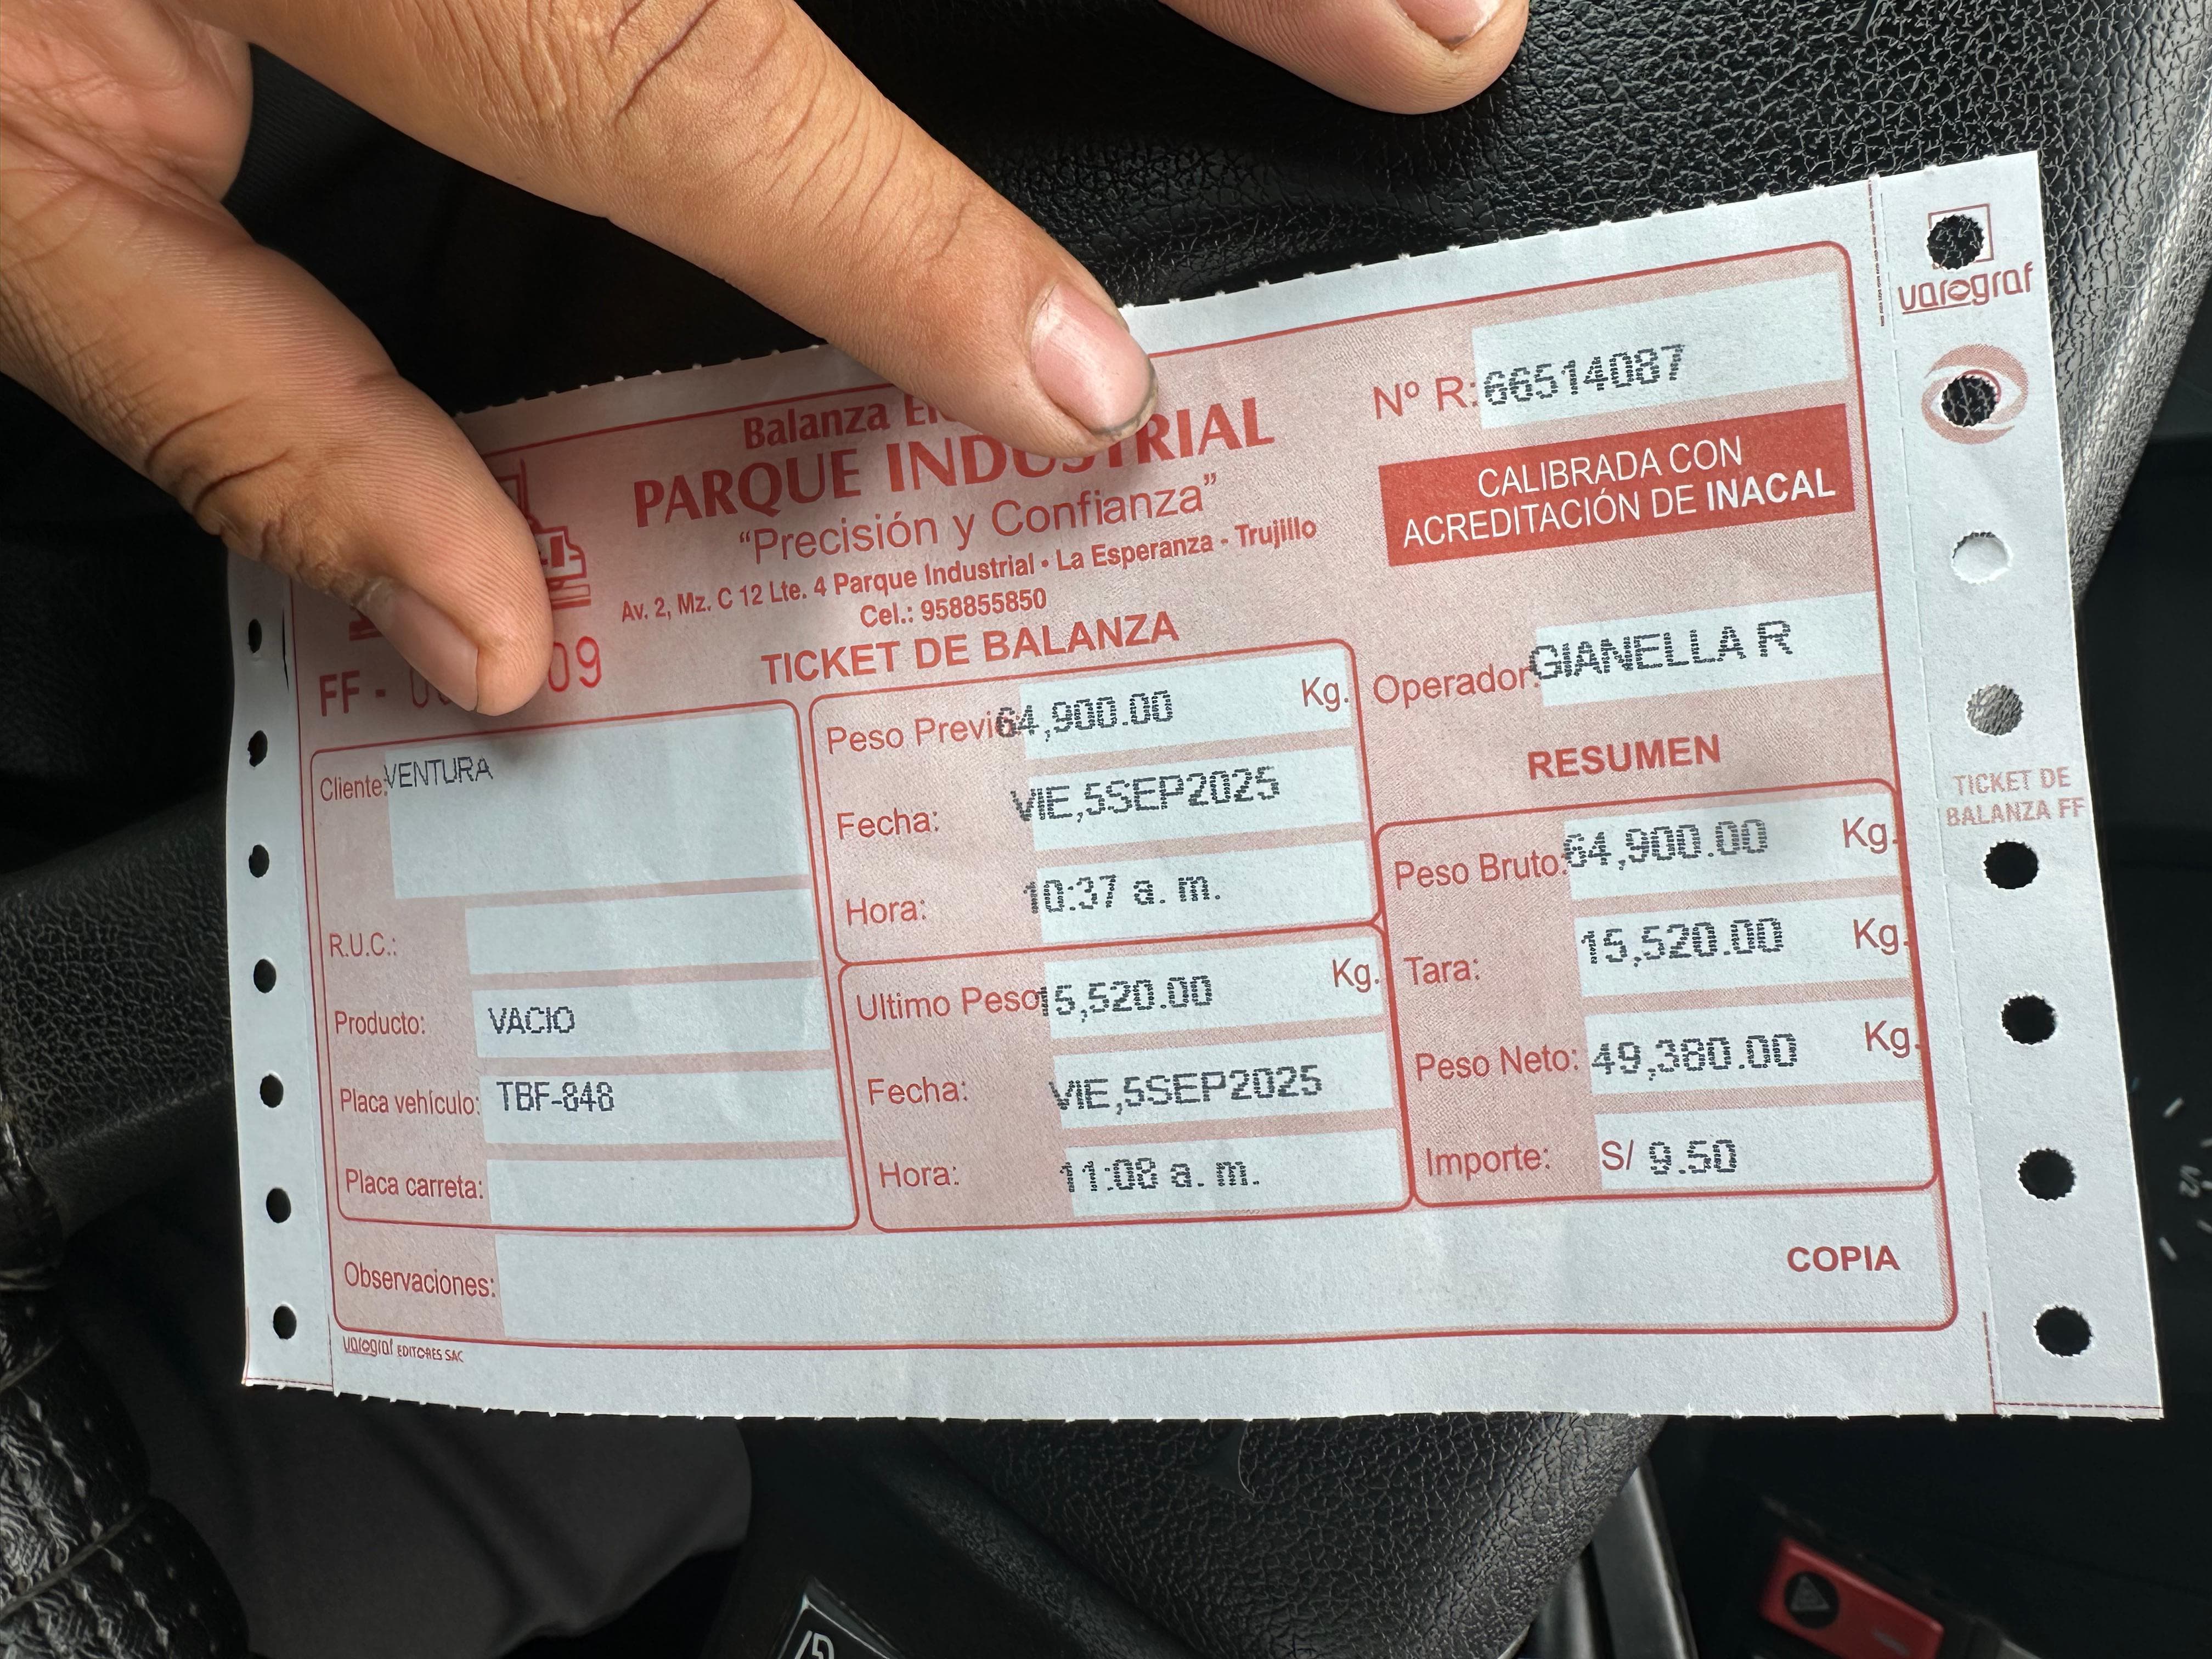 Balanza
PARQUE INDUSTRIAL
“Precisión y Confianza”
Av. 2, Mz. C 12 Lte. 4 Parque Industrial • La Esperanza - Trujillo
Cel.: 958855850
Nº R: 66514087
CALIBRADA CON
ACREDITACIÓN DE INACAL
FF -
09
TICKET DE BALANZA
Operador: GIANELLA R
Cliente: VENTURA
R.U.C.:
Producto: VACIO
Placa vehículo: TBF-846
Placa carreta:
Peso Previo 64,900.00 Kg.
Fecha: VIE,5SEP2025
Hora: 10:37 a. m.
Ultimo Peso 15,520.00 Kg.
Fecha: VIE,5SEP2025
Hora: 11:08 a. m.
RESUMEN
Peso Bruto: 64,900.00 Kg.
Tara: 15,520.00 Kg.
Peso Neto: 49,380.00 Kg.
Importe: S/ 9.50
Observaciones:
COPIA
varograf EDITORES SAC
varograf
TICKET DE
BALANZA FF